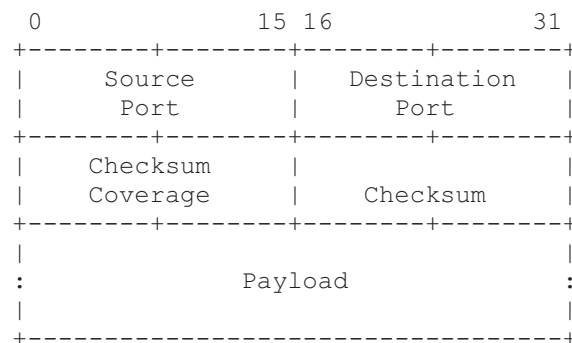 0 15 16 31
+--------+--------+--------+--------+
| Source | Destination |
| Port | Port |
+--------+--------+--------+--------+
| Checksum | |
| Coverage | Checksum |
+--------+--------+--------+--------+
| |
: Payload :
| |
+-----------------------------------+